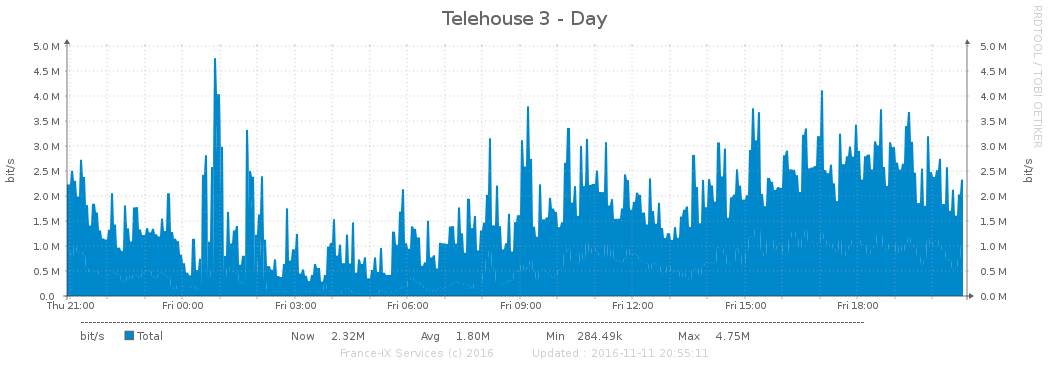 Telehouse 3 - Day
RRDTOOL / TOBI OETIKER
bit/s
5.0 M
4.5 M
4.0 M
3.5 M
3.0 M
2.5 M
2.0 M
1.5 M
1.0 M
0.5 M
0.0
5.0 M
4.5 M
4.0 M
3.5 M
3.0 M
2.5 M
2.0 M
1.5 M
1.0 M
0.5 M
0.0 M
bit/s
Thu 21:00 Fri 00:00 Fri 03:00 Fri 06:00 Fri 09:00 Fri 12:00 Fri 15:00 Fri 18:00
bit/s Total Now 2.32M Avg 1.80M Min 284.49k Max 4.75M
France-IX Services (c) 2016 Updated : 2016-11-11 20:55:11